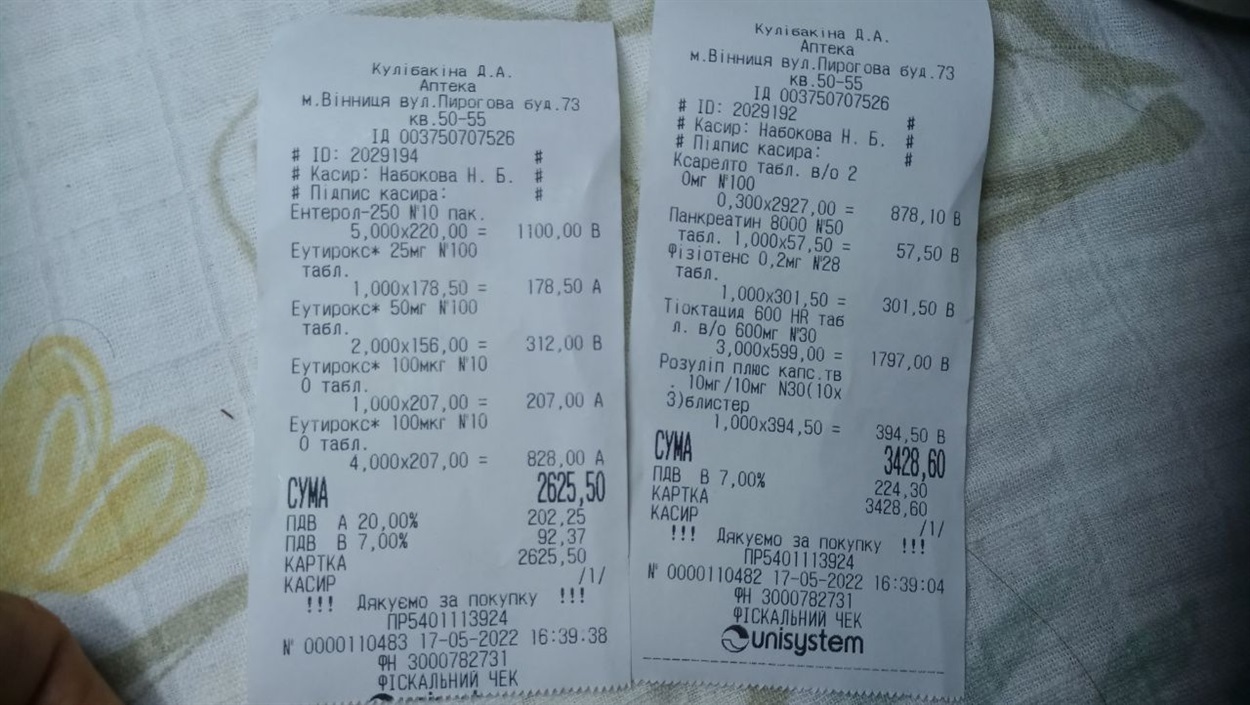 Кулібакіна Д.А.
Аптека
м.Вінниця вул.Пирогова буд.73
кв.50-55
ІД 003750707526
# ID: 2029194 #
# Касир: Набокова Н. Б. #
# Підпис касира: #
Ентерол-250 №10 пак.
5,000x220,00 = 1100,00 В
Еутирокс* 25мг №100
табл.
1,000x178,50 = 178,50 А
Еутирокс* 50мг №100
табл.
2,000x156,00 = 312,00 В
Еутирокс* 100мкг №10
0 табл.
1,000x207,00 = 207,00 А
Еутирокс* 100мкг №10
0 табл.
4,000x207,00 = 828,00 А
СУМА 2625,50
ПДВ А 20,00% 202,25
ПДВ В 7,00% 92,37
КАРТКА 2625,50
КАСИР /1/
!!! Дякуємо за покупку !!!
ПР5401113924
№ 0000110483 17-05-2022 16:39:38
ФН 3000782731
ФІСКАЛЬНИЙ ЧЕК
Кулібакіна Д.А.
Аптека
м.Вінниця вул.Пирогова буд.73
кв.50-55
ІД 003750707526
# ID: 2029192 #
# Касир: Набокова Н. Б. #
# Підпис касира: #
Ксарелто табл. в/о 2
0мг №100
0,300x2927,00 = 878,10 В
Панкреатин 8000 №50
табл. 1,000x57,50 = 57,50 В
Фізіотенс 0,2мг №28
табл.
1,000x301,50 = 301,50 В
Тіоктацид 600 HR таб
л. в/о 600мг №30
3,000x599,00 = 1797,00 В
Розуліп плюс капс.тв
. 10мг/10мг N30(10х
3)блистер
1,000x394,50 = 394,50 В
СУМА 3428,60
ПДВ В 7,00% 224,30
КАРТКА 3428,60
КАСИР /1/
!!! Дякуємо за покупку !!!
ПР5401113924
№ 0000110482 17-05-2022 16:39:04
ФН 3000782731
ФІСКАЛЬНИЙ ЧЕК
unisystem